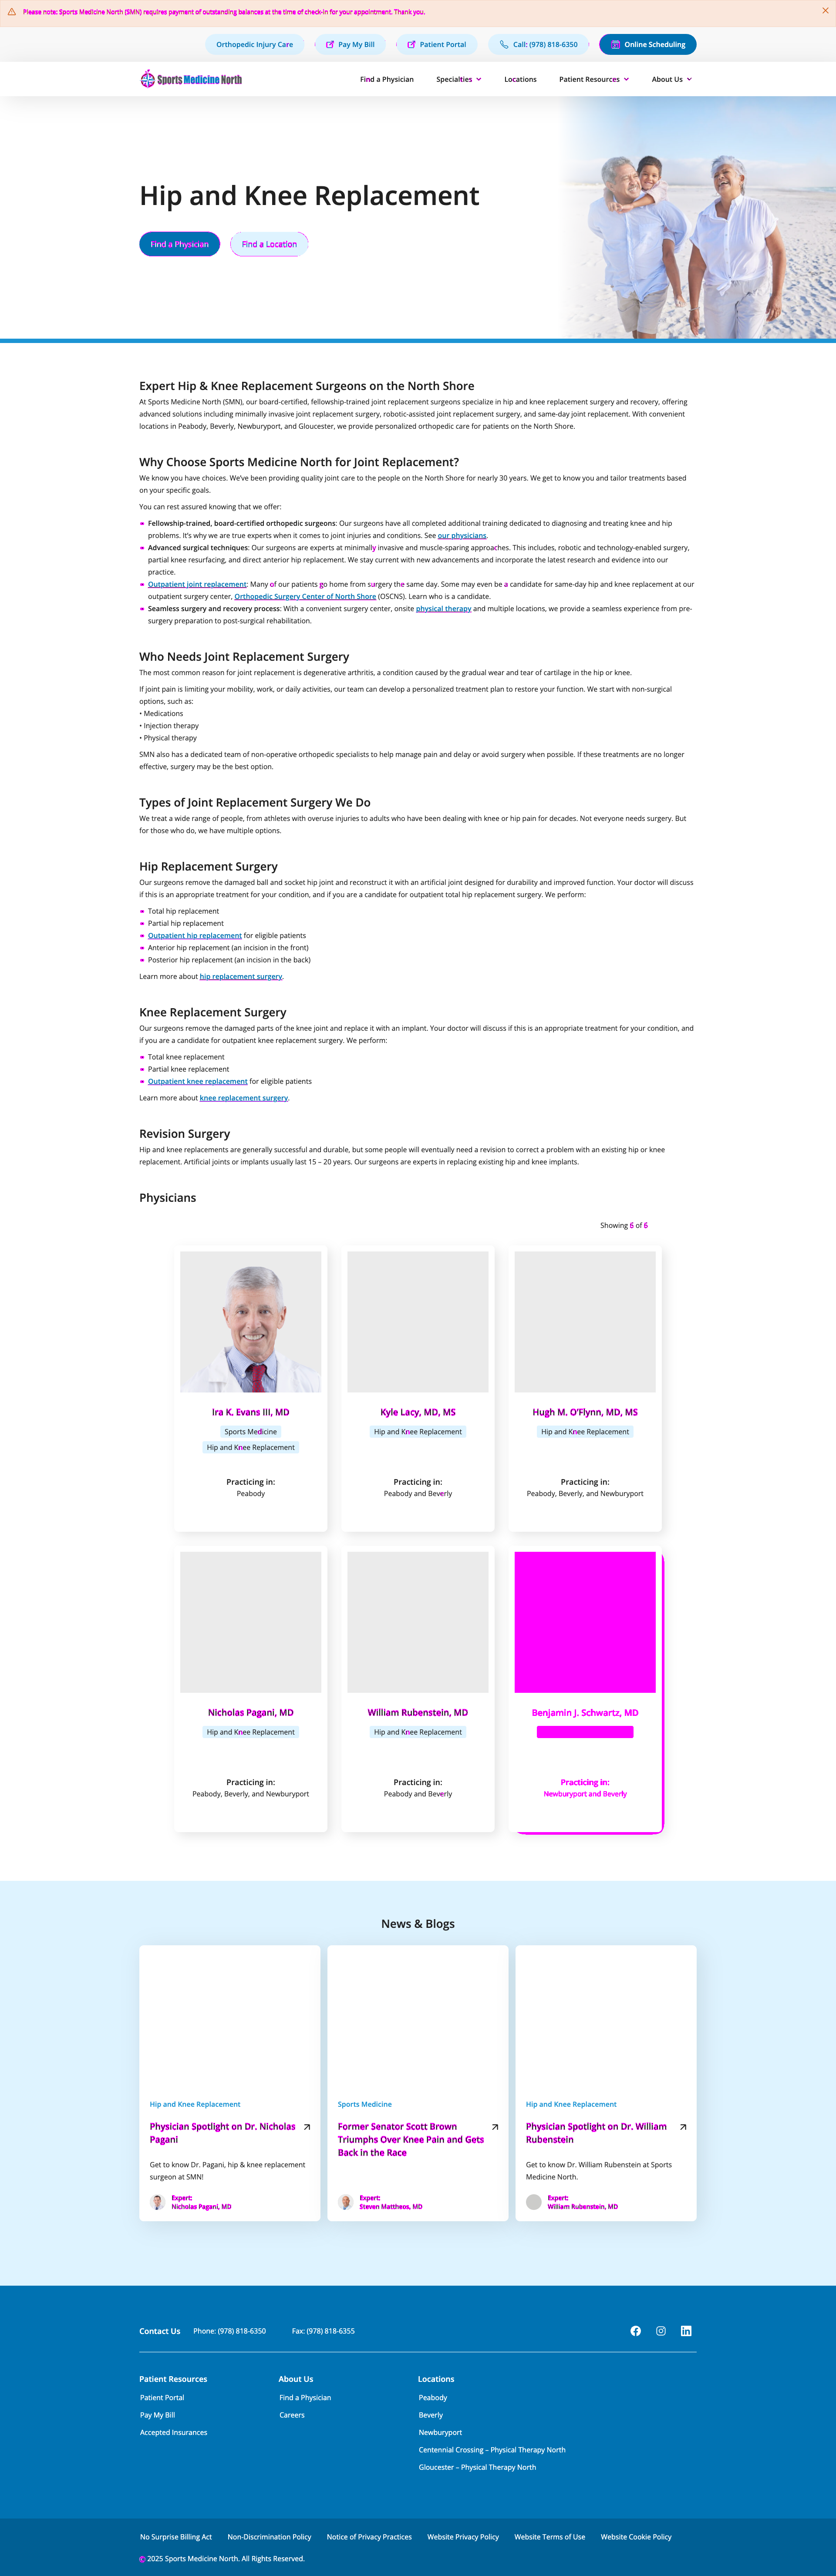 Please note: Sports Medicine North (SMN) requires payment of outstanding balances at the time of check-in for your appointment. Thank you.
Orthopedic Injury Care
Pay My Bill
Patient Portal
Call: (978) 818-6350
Online Scheduling
Sports Medicine North
Find a Physician
Specialties
Locations
Patient Resources
About Us
Hip and Knee Replacement
Find a Physician
Find a Location
Expert Hip & Knee Replacement Surgeons on the North Shore
At Sports Medicine North (SMN), our board-certified, fellowship-trained joint replacement surgeons specialize in hip and knee replacement surgery and recovery, offering
advanced solutions including minimally invasive joint replacement surgery, robotic-assisted joint replacement surgery, and same-day joint replacement. With convenient
locations in Peabody, Beverly, Newburyport, and Gloucester, we provide personalized orthopedic care for patients on the North Shore.
Why Choose Sports Medicine North for Joint Replacement?
We know you have choices. We've been providing quality joint care to the people on the North Shore for nearly 30 years. We get to know you and tailor treatments based
on your specific goals.
You can rest assured knowing that we offer:
Fellowship-trained, board-certified orthopedic surgeons: Our surgeons have all completed additional training dedicated to diagnosing and treating knee and hip
problems. It's why we are true experts when it comes to joint injuries and conditions. See our physicians.
Advanced surgical techniques: Our surgeons are experts at minimally invasive and muscle-sparing approaches. This includes, robotic and technology-enabled surgery,
partial knee resurfacing, and direct anterior hip replacement. We stay current with new advancements and incorporate the latest research and evidence into our
practice.
Outpatient joint replacement: Many of our patients go home from surgery the same day. Some may even be a candidate for same-day hip and knee replacement at our
outpatient surgery center, Orthopedic Surgery Center of North Shore (OSCNS). Learn who is a candidate.
Seamless surgery and recovery process: With a convenient surgery center, onsite physical therapy and multiple locations, we provide a seamless experience from pre-
surgery preparation to post-surgical rehabilitation.
Who Needs Joint Replacement Surgery
The most common reason for joint replacement is degenerative arthritis, a condition caused by the gradual wear and tear of cartilage in the hip or knee.
If joint pain is limiting your mobility, work, or daily activities, our team can develop a personalized treatment plan to restore your function. We start with non-surgical
options, such as:
• Medications
• Injection therapy
• Physical therapy
SMN also has a dedicated team of non-operative orthopedic specialists to help manage pain and delay or avoid surgery when possible. If these treatments are no longer
effective, surgery may be the best option.
Types of Joint Replacement Surgery We Do
We treat a wide range of people, from athletes with overuse injuries to adults who have been dealing with knee or hip pain for decades. Not everyone needs surgery. But
for those who do, we have multiple options.
Hip Replacement Surgery
Our surgeons remove the damaged ball and socket hip joint and reconstruct it with an artificial joint designed for durability and improved function. Your doctor will discuss
if this is an appropriate treatment for your condition, and if you are a candidate for outpatient total hip replacement surgery. We perform:
Total hip replacement
Partial hip replacement
Outpatient hip replacement for eligible patients
Anterior hip replacement (an incision in the front)
Posterior hip replacement (an incision in the back)
Learn more about hip replacement surgery.
Knee Replacement Surgery
Our surgeons remove the damaged parts of the knee joint and replace it with an implant. Your doctor will discuss if this is an appropriate treatment for your condition, and
if you are a candidate for outpatient knee replacement surgery. We perform:
Total knee replacement
Partial knee replacement
Outpatient knee replacement for eligible patients
Learn more about knee replacement surgery.
Revision Surgery
Hip and knee replacements are generally successful and durable, but some people will eventually need a revision to correct a problem with an existing hip or knee
replacement. Artificial joints or implants usually last 15 – 20 years. Our surgeons are experts in replacing existing hip and knee implants.
Physicians
Showing 6 of 6
Ira K. Evans III, MD
Sports Medicine
Hip and Knee Replacement
Practicing in:
Peabody
Kyle Lacy, MD, MS
Hip and Knee Replacement
Practicing in:
Peabody and Beverly
Hugh M. O'Flynn, MD, MS
Hip and Knee Replacement
Practicing in:
Peabody, Beverly, and Newburyport
Nicholas Pagani, MD
Hip and Knee Replacement
Practicing in:
Peabody, Beverly, and Newburyport
William Rubenstein, MD
Hip and Knee Replacement
Practicing in:
Peabody and Beverly
Benjamin J. Schwartz, MD
Practicing in:
Newburyport and Beverly
News & Blogs
Hip and Knee Replacement
Physician Spotlight on Dr. Nicholas
Pagani
Get to know Dr. Pagani, hip & knee replacement
surgeon at SMN!
Expert:
Nicholas Pagani, MD
Sports Medicine
Former Senator Scott Brown
Triumphs Over Knee Pain and Gets
Back in the Race
Expert:
Steven Mattheos, MD
Hip and Knee Replacement
Physician Spotlight on Dr. William
Rubenstein
Get to know Dr. William Rubenstein at Sports
Medicine North.
Expert:
William Rubenstein, MD
Contact Us
Phone: (978) 818-6350
Fax: (978) 818-6355
Patient Resources
Patient Portal
Pay My Bill
Accepted Insurances
About Us
Find a Physician
Careers
Locations
Peabody
Beverly
Newburyport
Centennial Crossing – Physical Therapy North
Gloucester – Physical Therapy North
No Surprise Billing Act
Non-Discrimination Policy
Notice of Privacy Practices
Website Privacy Policy
Website Terms of Use
Website Cookie Policy
© 2025 Sports Medicine North. All Rights Reserved.